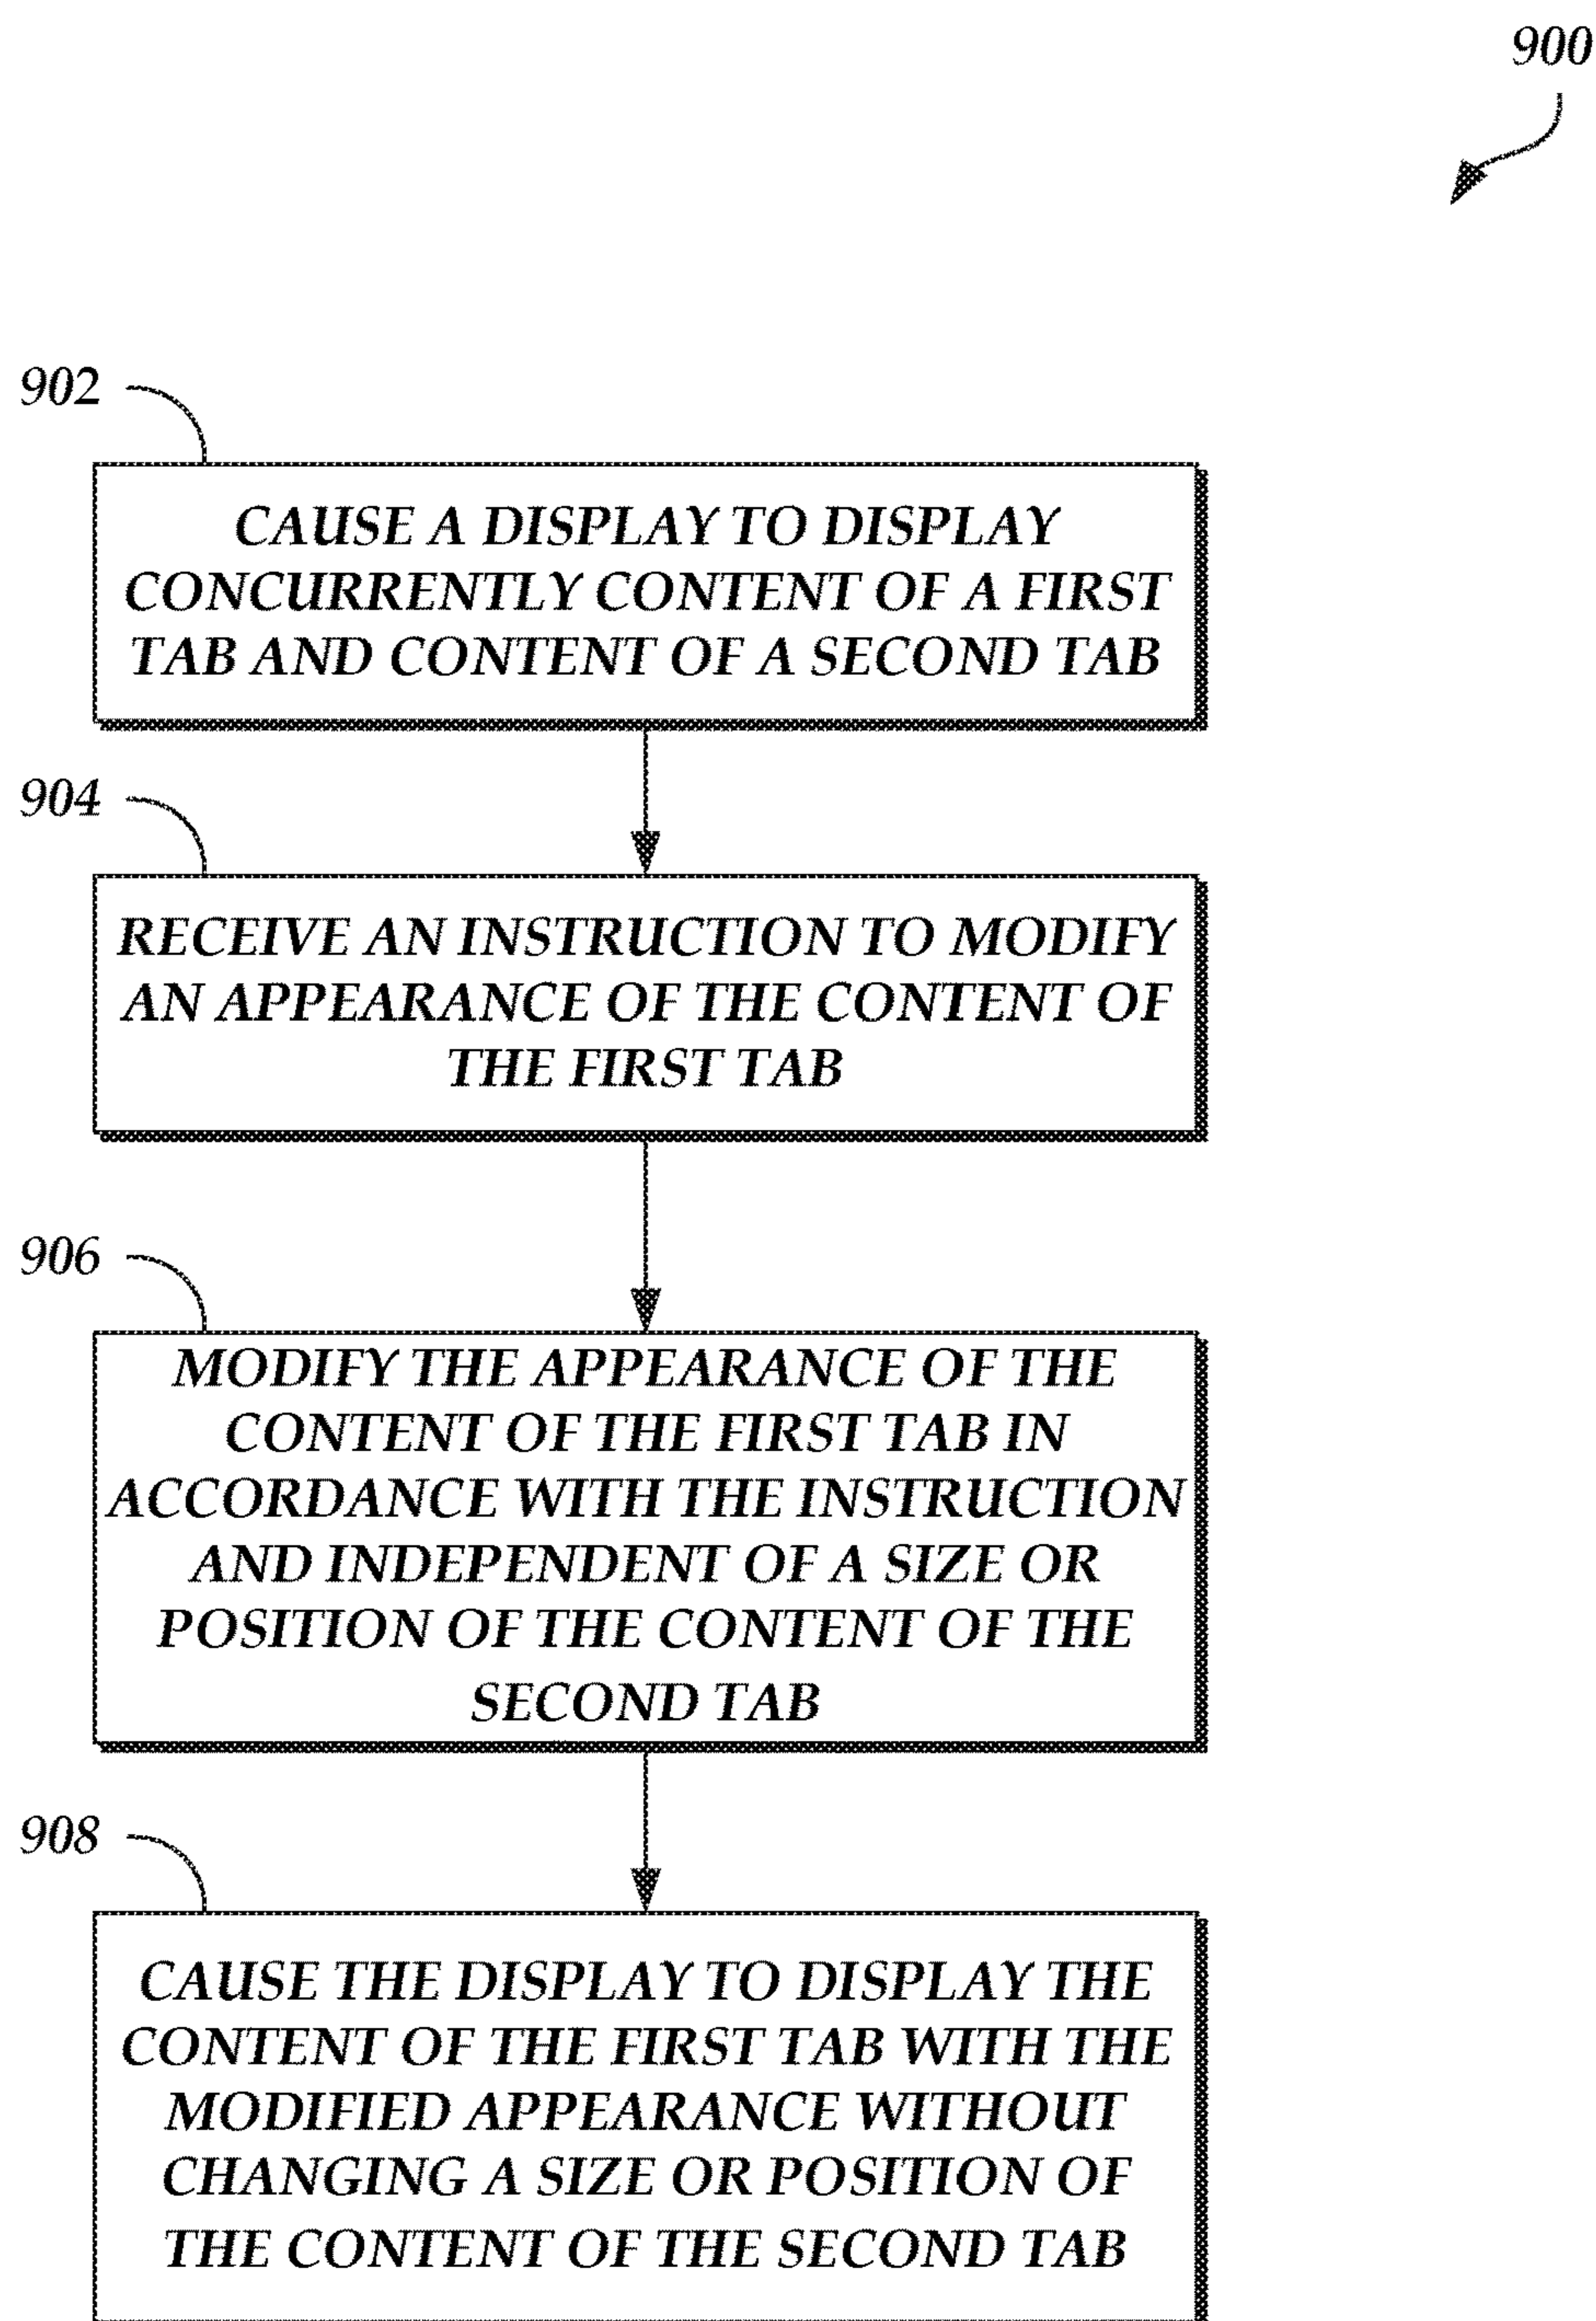 900
902
CAUSE A DISPLAY TO DISPLAY
CONCURRENTLY CONTENT OF A FIRST
TAB AND CONTENT OF A SECOND TAB
904
RECEIVE AN INSTRUCTION TO MODIFY
AN APPEARANCE OF THE CONTENT OF
THE FIRST TAB
906
MODIFY THE APPEARANCE OF THE
CONTENT OF THE FIRST TAB IN
ACCORDANCE WITH THE INSTRUCTION
AND INDEPENDENT OF A SIZE OR
POSITION OF THE CONTENT OF THE
SECOND TAB
908
CAUSE THE DISPLAY TO DISPLAY THE
CONTENT OF THE FIRST TAB WITH THE
MODIFIED APPEARANCE WITHOUT
CHANGING A SIZE OR POSITION OF
THE CONTENT OF THE SECOND TAB